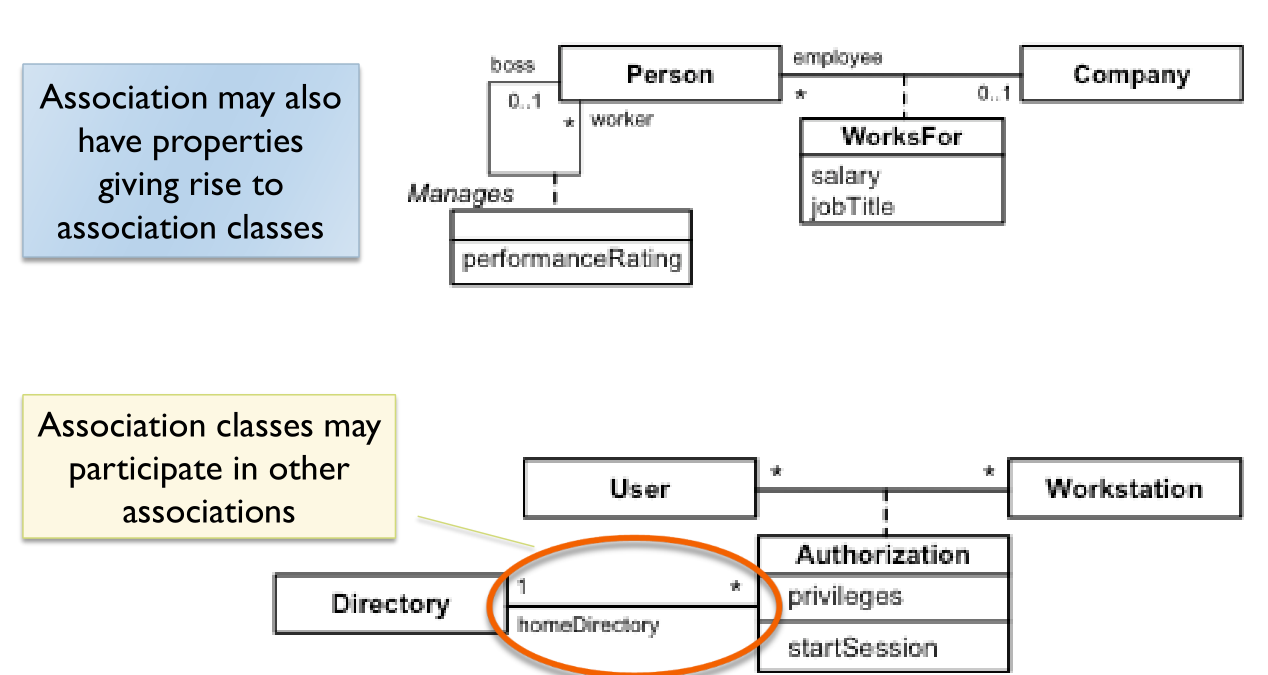 Association may also
have properties
giving rise to
association classes
boss
Person
employee
Company
0..1
*
worker
*
0..1
WorksFor
salary
jobTitle
Manages
performanceRating
Association classes may
participate in other
associations
User
*
*
Workstation
Authorization
privileges
startSession
Directory
1
*
homeDirectory